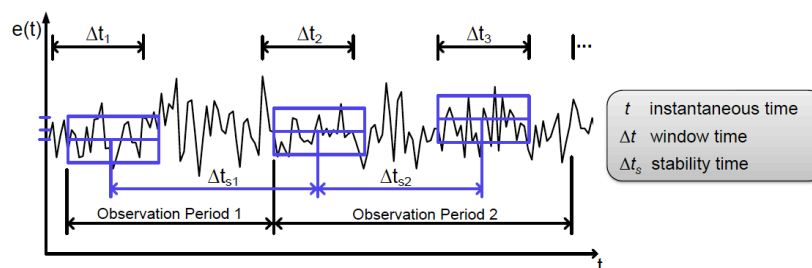 e(t)
Δt₁
Δt₂
Δt₃
...
t instantaneous time
Δt window time
Δtₛ stability time
Δtₛ₁
Δtₛ₂
Observation Period 1
Observation Period 2
t